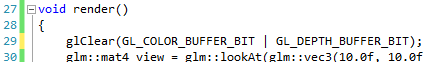 27 void render()
28 {
29 glClear(GL_COLOR_BUFFER_BIT | GL_DEPTH_BUFFER_BIT);
30 glm::mat4 view = glm::lookAt(glm::vec3(10.0f, 10.0f